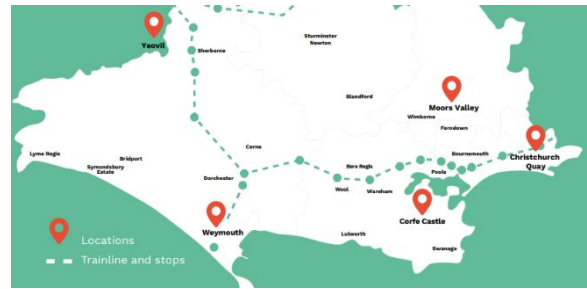 Sturminster
Newton
Yeovil
Sherborne
Blandford
Moors Valley
Wimborne
Ferndown
Lyme Regis
Bridport
Symondsbury
Estate
Cerne
Bere Regis
Bournemouth
Christchurch
Quay
Dorchester
Poole
Wool
Wareham
Weymouth
Corfe Castle
Lulworth
Swanage
Locations
Trainline and stops